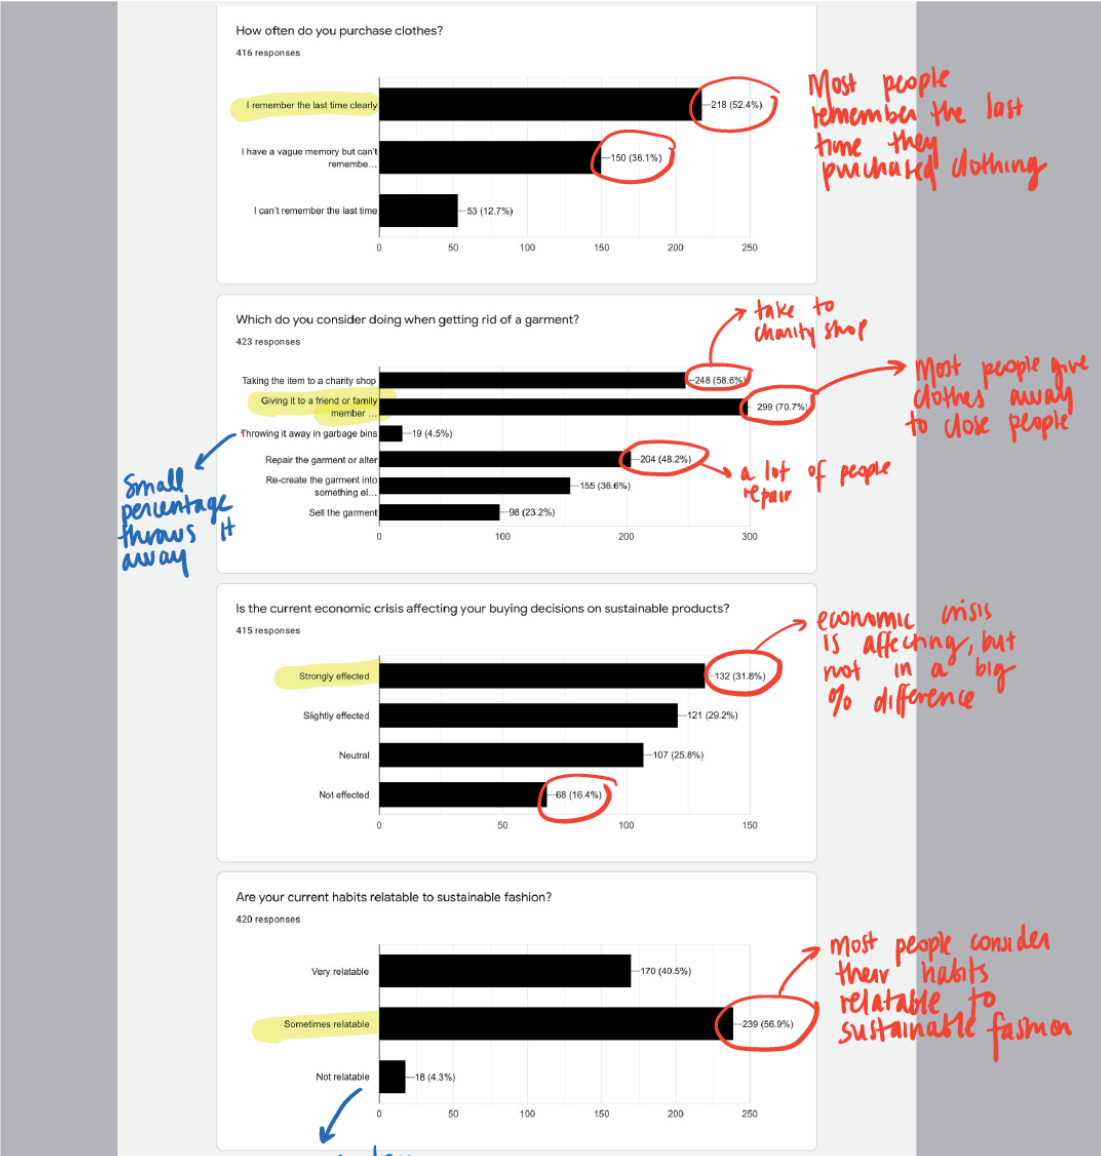 How often do you purchase clothes?
416 responses
I remember the last time clearly
218 (52.4%)
I have a vague memory but can't
remembe...
150 (36.1%)
I can't remember the last time
53 (12.7%)
0 50 100 150 200 250
Most people
remember the last
time they
purchased clothing
Which do you consider doing when getting rid of a garment?
423 responses
take to
charity shop
Taking the item to a charity shop
248 (58.6%)
Giving it to a friend or family
member ...
299 (70.7%)
Most people give
clothes away
to close people
Throwing it away in garbage bins
19 (4.5%)
Small
percentage
throws it
away
Repair the garment or alter
204 (48.2%)
a lot of people
repair
Re-create the garment into
something el...
155 (36.6%)
Sell the garment
98 (23.2%)
0 100 200 300
Is the current economic crisis affecting your buying decisions on sustainable products?
415 responses
Strongly effected
132 (31.8%)
economic crisis
is affecting, but
not in a big
% difference
Slightly effected
121 (29.2%)
Neutral
107 (25.8%)
Not effected
68 (16.4%)
0 50 100 150
Are your current habits relatable to sustainable fashion?
420 responses
Very relatable
170 (40.5%)
Sometimes relatable
239 (56.9%)
Most people consider
their habits
relatable to
sustainable fashion
Not relatable
18 (4.3%)
0 50 100 150 200 250